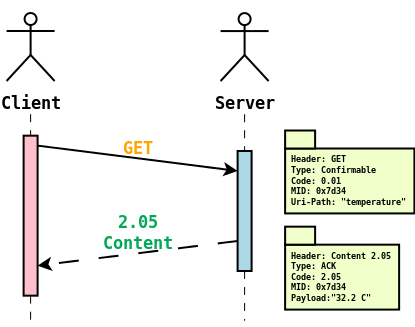 Client
Server
GET
Header: GET
Type: Confirmable
Code: 0.01
MID: 0x7d34
Uri-Path: "temperature"
2.05
Content
Header: Content 2.05
Type: ACK
Code: 2.05
MID: 0x7d34
Payload:"32.2 C"